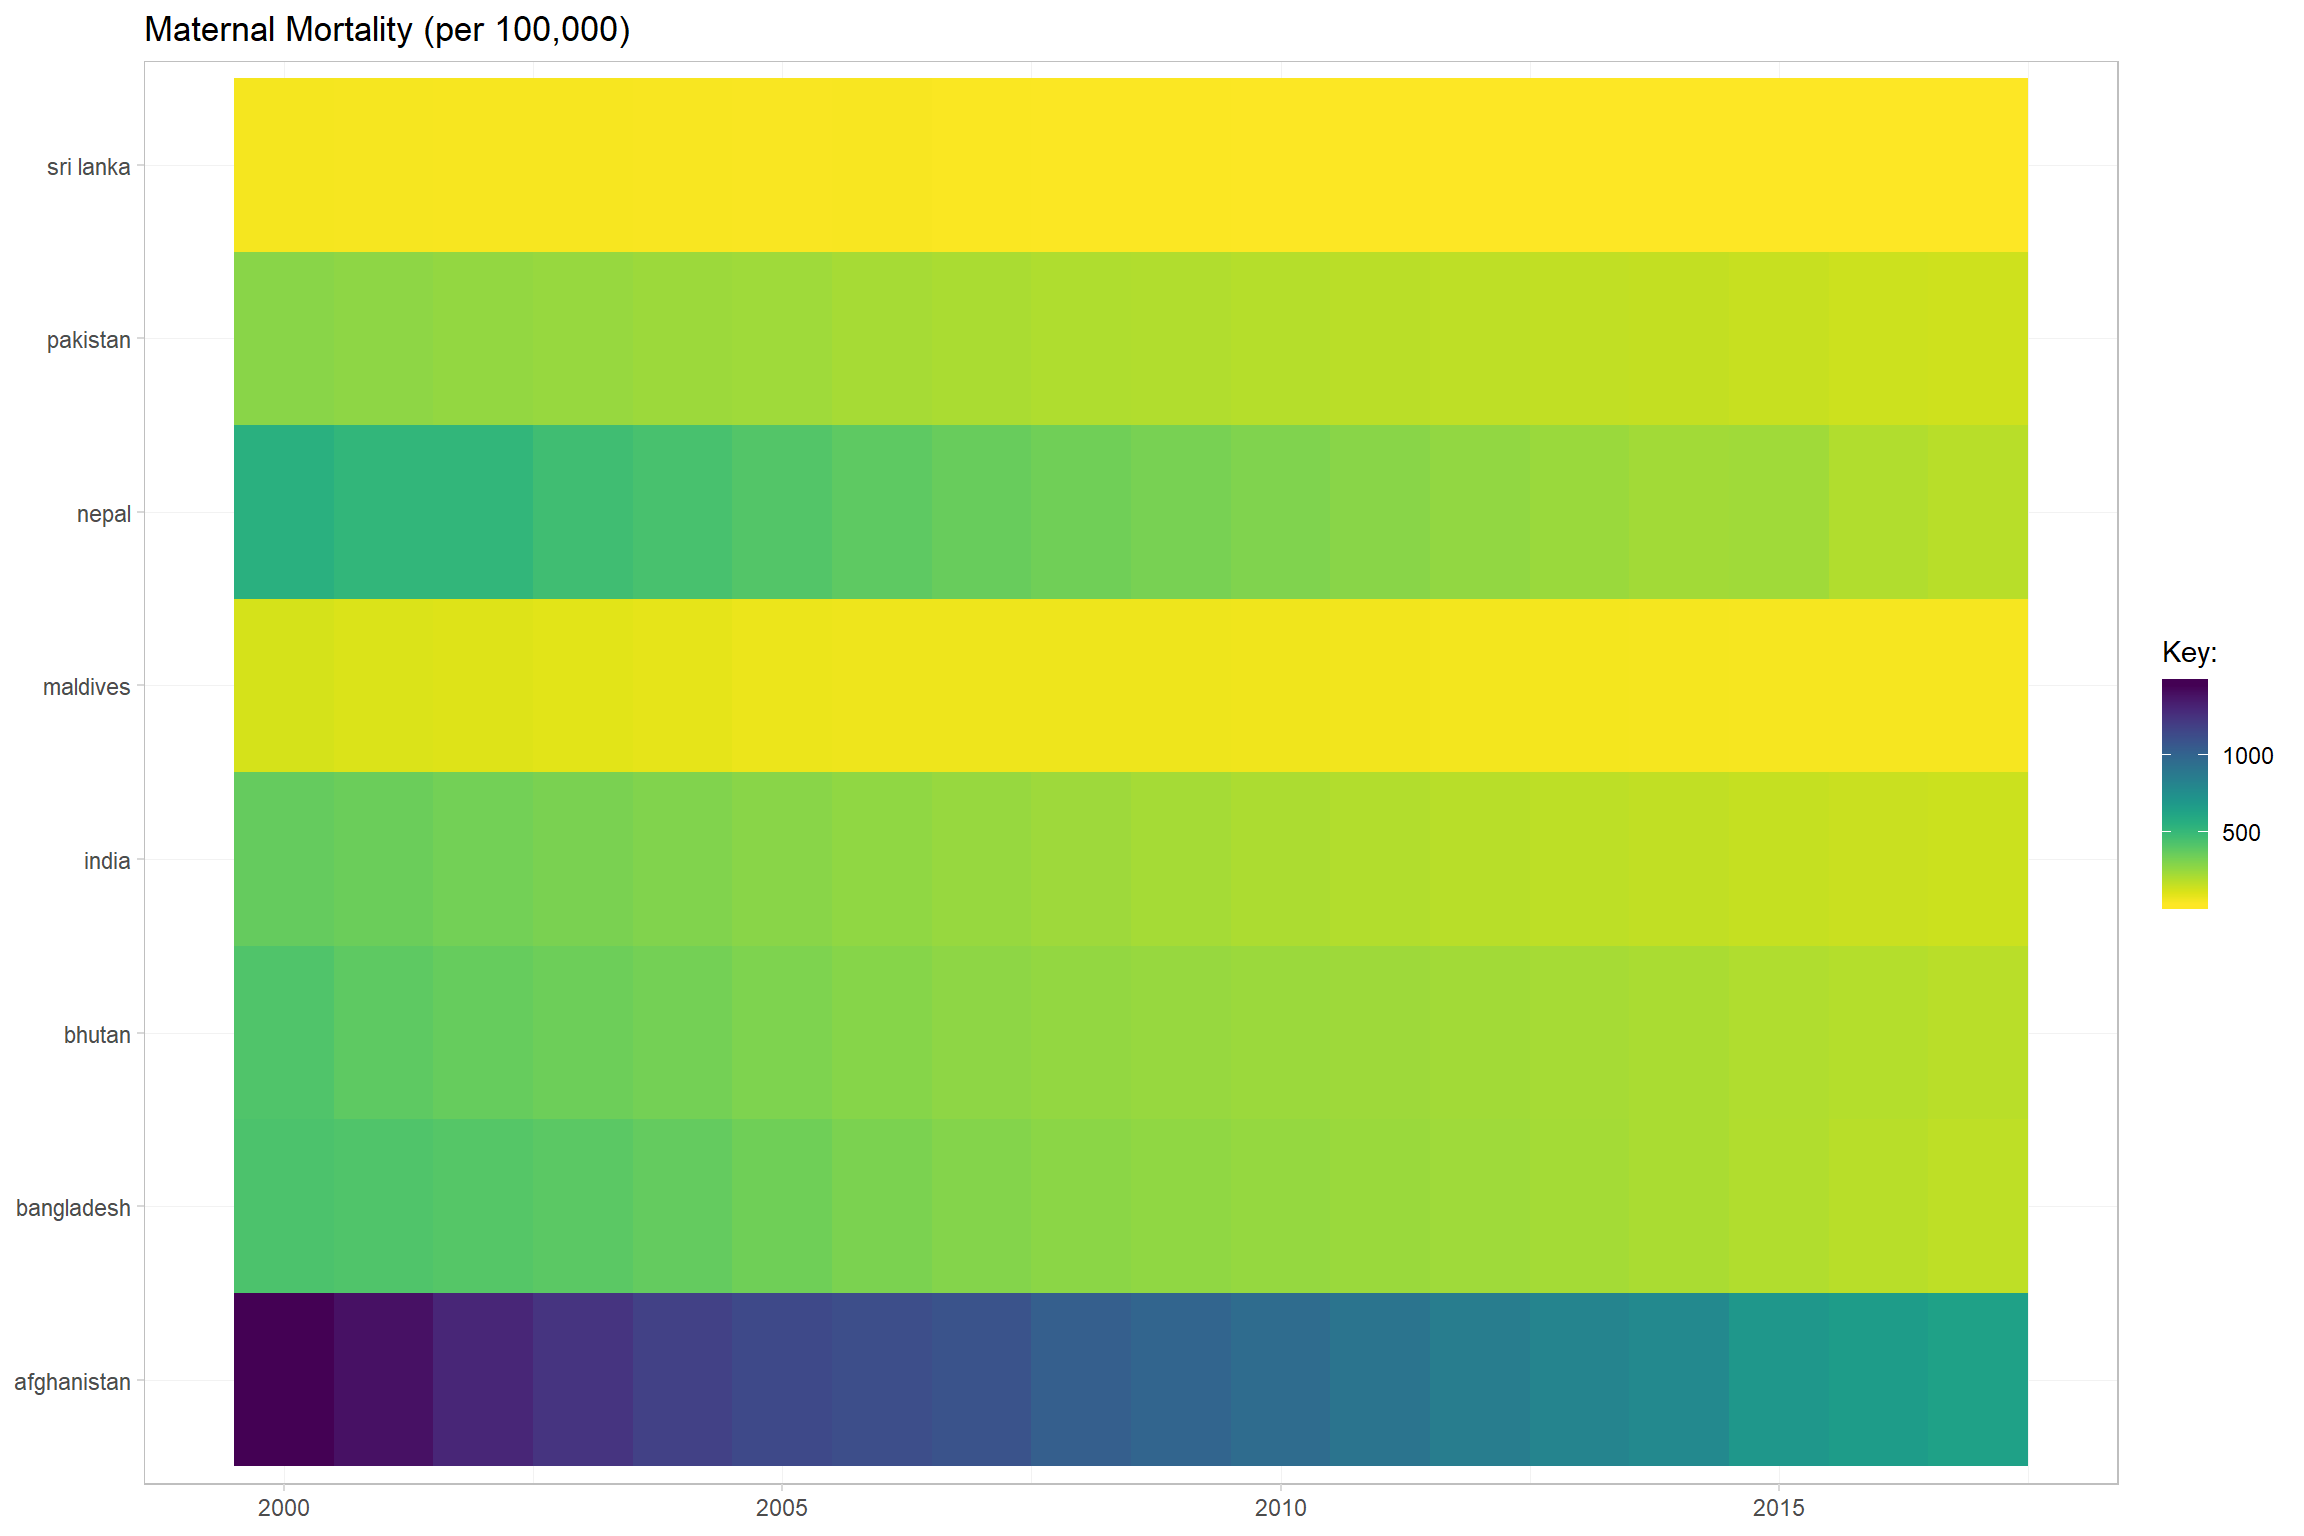 Maternal Mortality (per 100,000)
sri lanka
pakistan
nepal
maldives
india
bhutan
bangladesh
afghanistan
2000 2005 2010 2015
Key:
1000
500